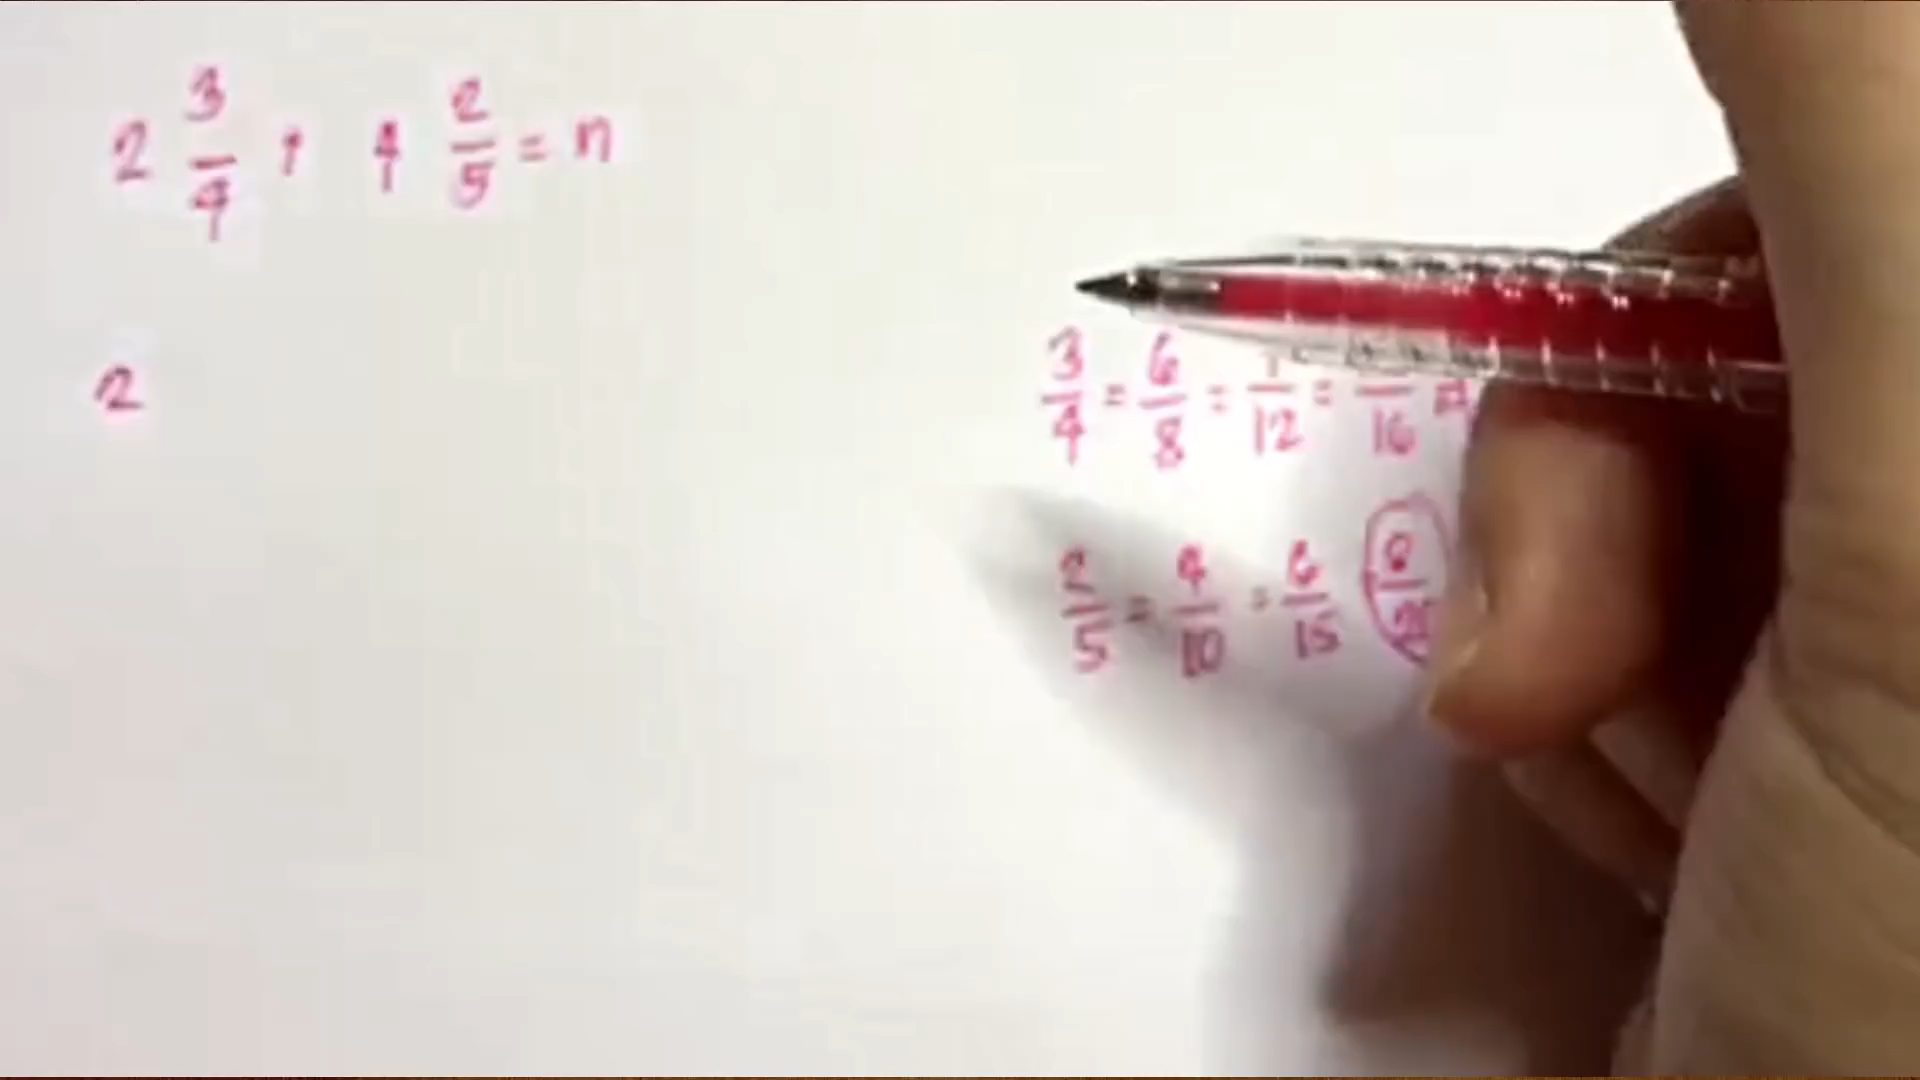 2 3/4 + 4 2/5 = n
2
3/4 = 6/8 = /12 = /16 =
2/5 = 4/10 = 6/15 8/20